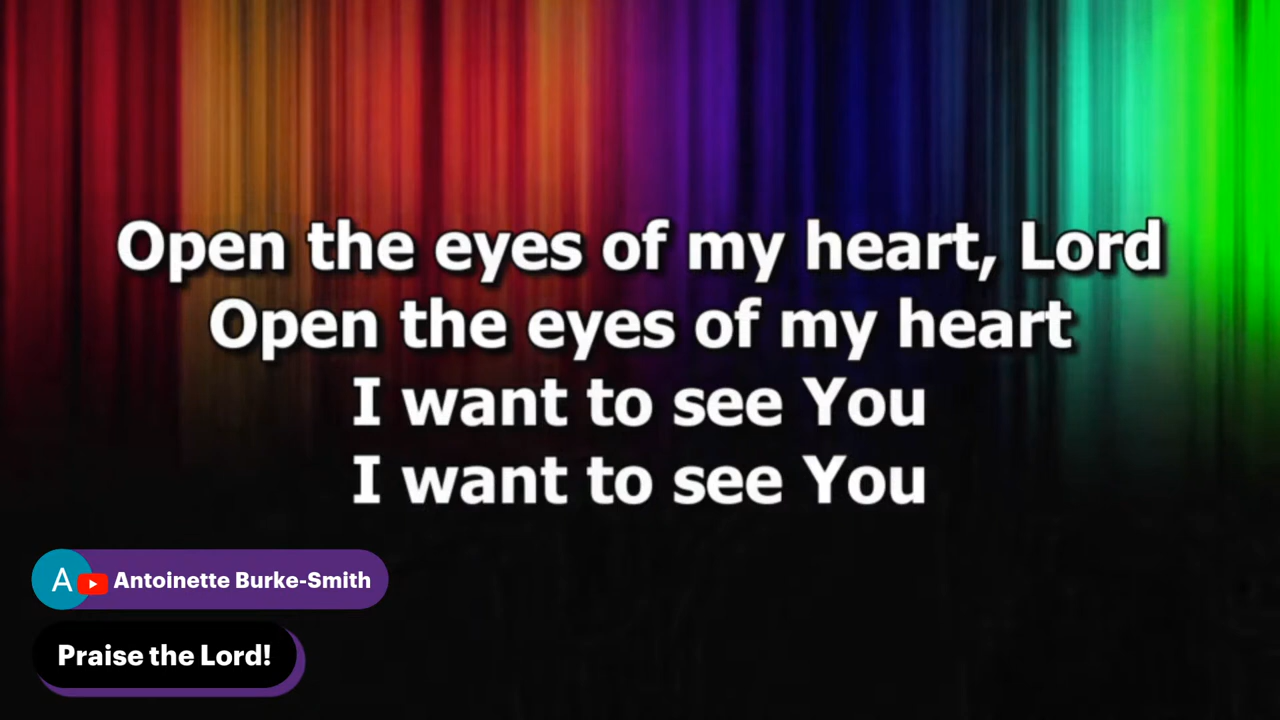 Open the eyes of my heart, Lord
Open the eyes of my heart
I want to see You
I want to see You
A Antoinette Burke-Smith
Praise the Lord!